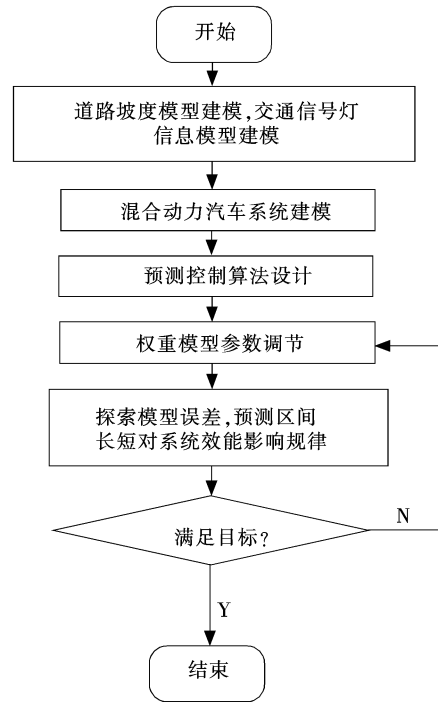 开始
道路坡度模型建模,交通信号灯
信息模型建模
混合动力汽车系统建模
预测控制算法设计
权重模型参数调节
探索模型误差,预测区间
长短对系统效能影响规律
满足目标?
N
Y
结束